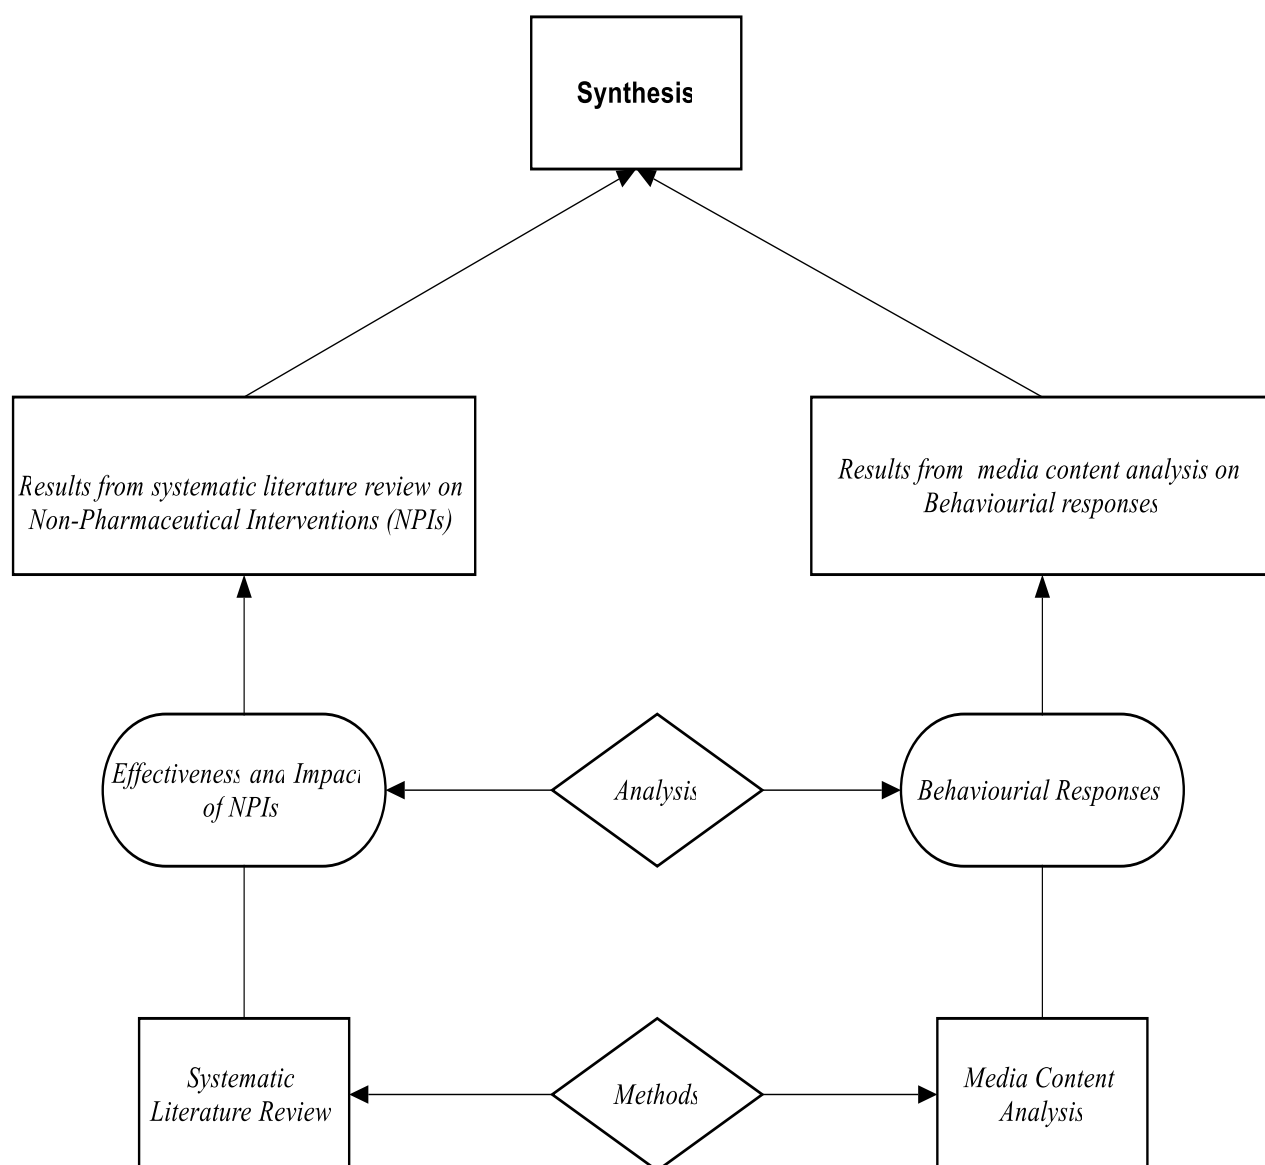 Synthesis
Results from systematic literature review on
Non-Pharmaceutical Interventions (NPIs)
Results from media content analysis on
Behaviourial responses
Effectiveness and Impact
of NPIs
Analysis
Behaviourial Responses
Systematic
Literature Review
Methods
Media Content
Analysis